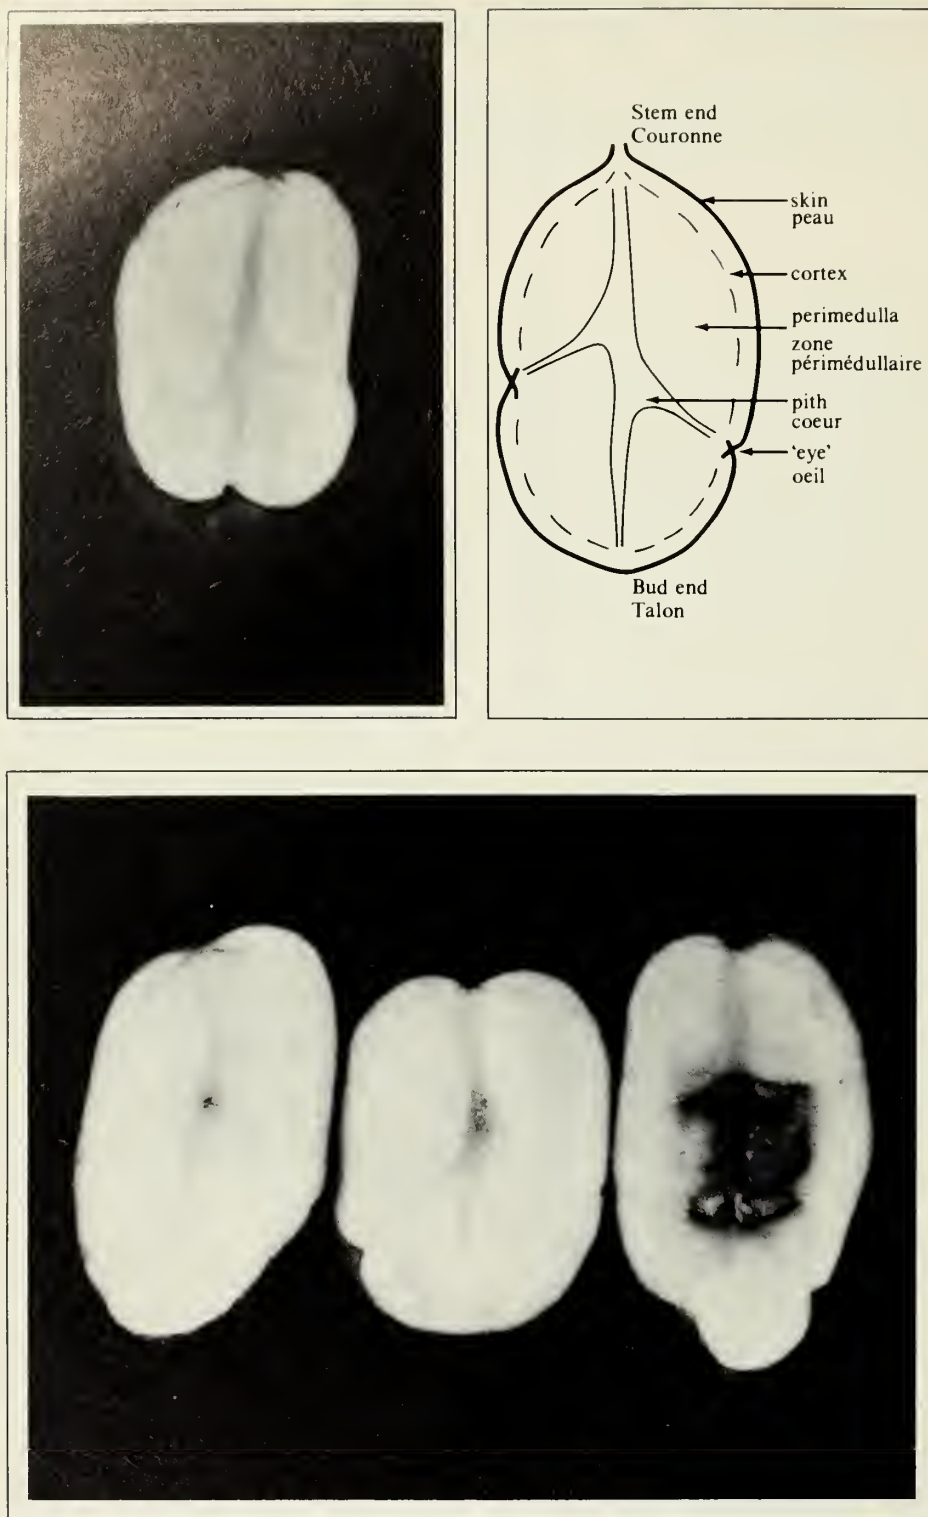 Stem end
Couronne
skin
peau
cortex
perimedulla
zone
périmédullaire
pith
coeur
'eye'
oeil
Bud end
Talon